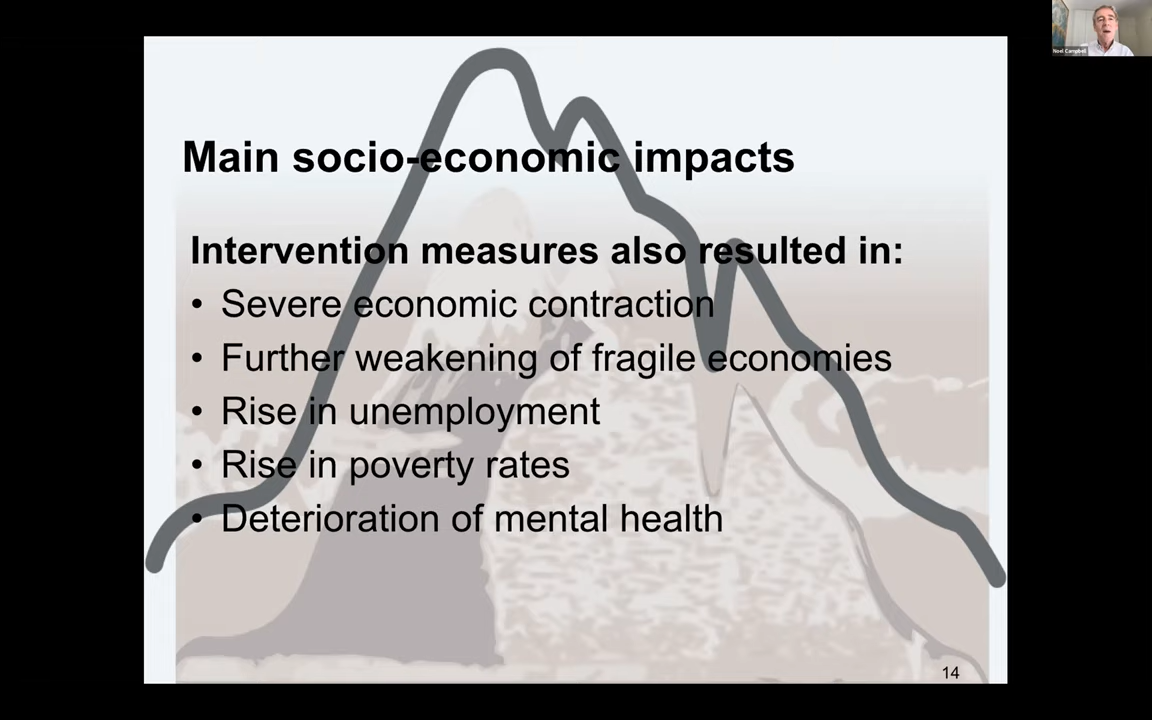 Noel Campbell
Main socio-economic impacts
Intervention measures also resulted in:
• Severe economic contraction
• Further weakening of fragile economies
• Rise in unemployment
• Rise in poverty rates
• Deterioration of mental health
14